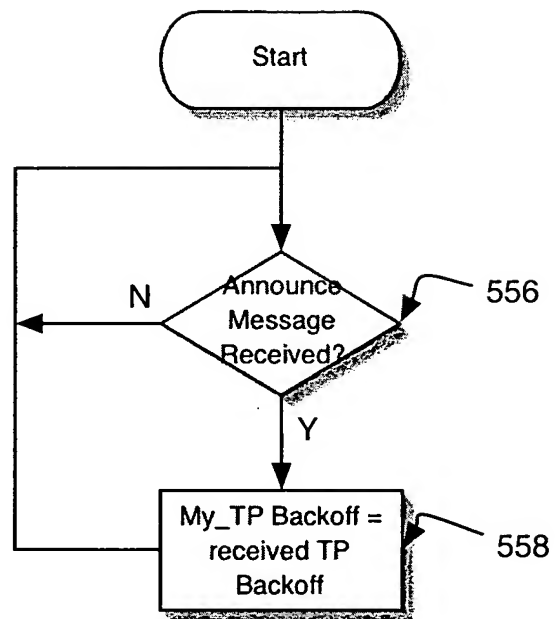 Start
Announce
Message
Received?
N
556
Y
My_TP Backoff =
received TP
Backoff
558